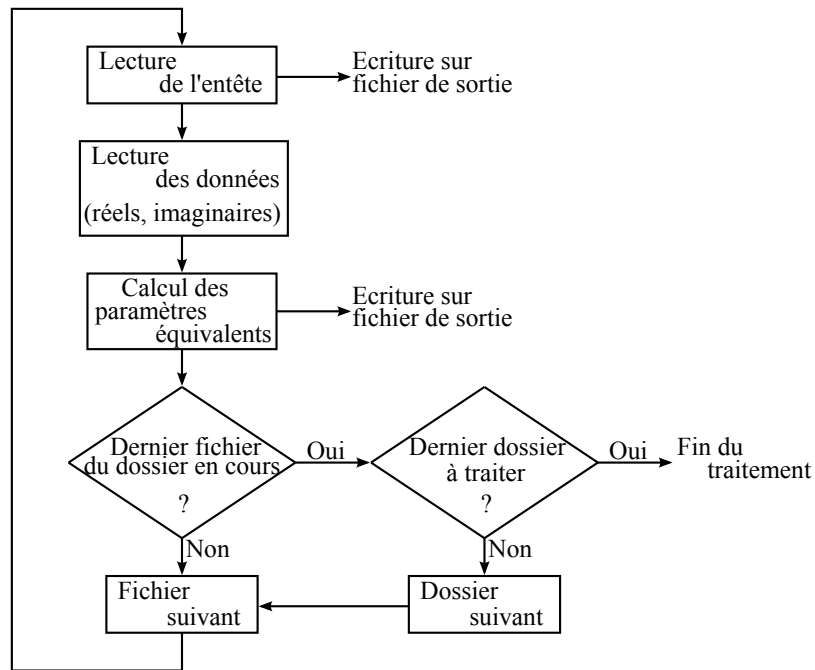 Lecture
de l'entête
Ecriture sur
fichier de sortie
Lecture
des données
(réels, imaginaires)
Calcul des
paramètres
équivalents
Ecriture sur
fichier de sortie
Dernier fichier
du dossier en cours
?
Oui
Dernier dossier
à traiter
?
Oui
Fin du
traitement
Non
Non
Fichier
suivant
Dossier
suivant